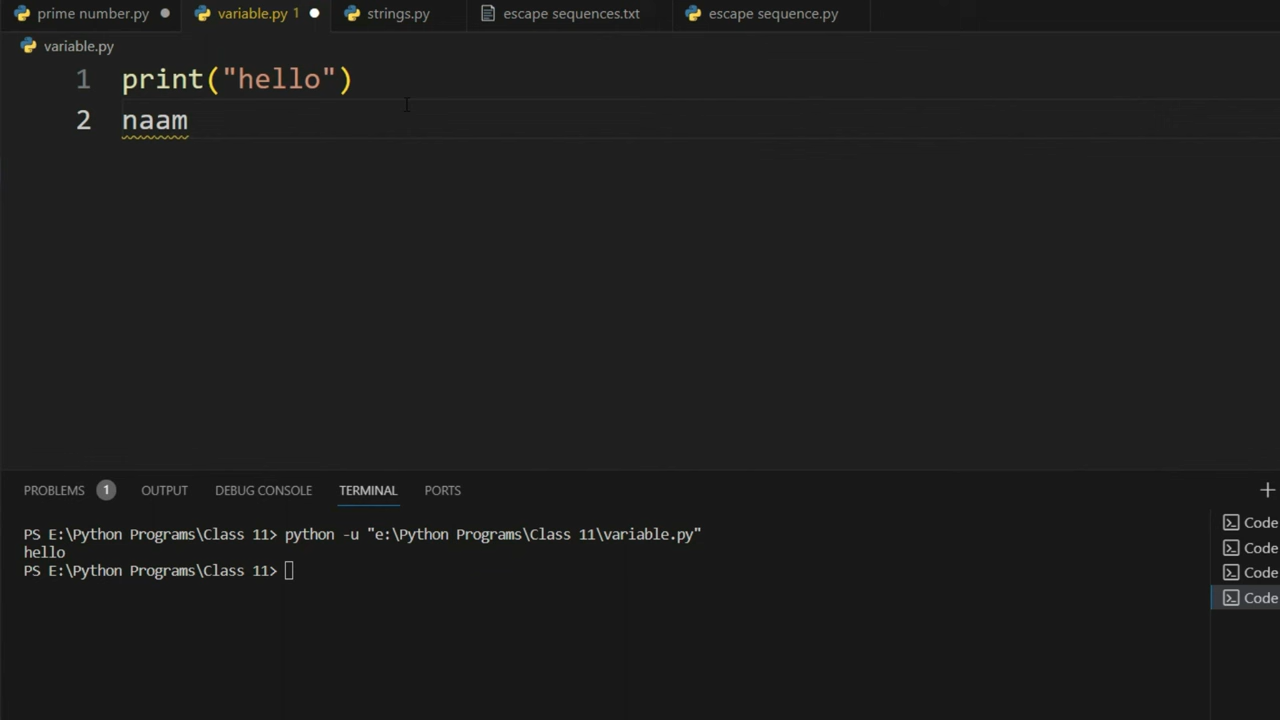 prime number.py
variable.py 1
strings.py
escape sequences.txt
escape sequence.py
variable.py
1 print("hello")
2 naam
PROBLEMS 1 OUTPUT DEBUG CONSOLE TERMINAL PORTS
PS E:\Python Programs\Class 11> python -u "e:\Python Programs\Class 11\variable.py"
hello
PS E:\Python Programs\Class 11>
Code
Code
Code
Code